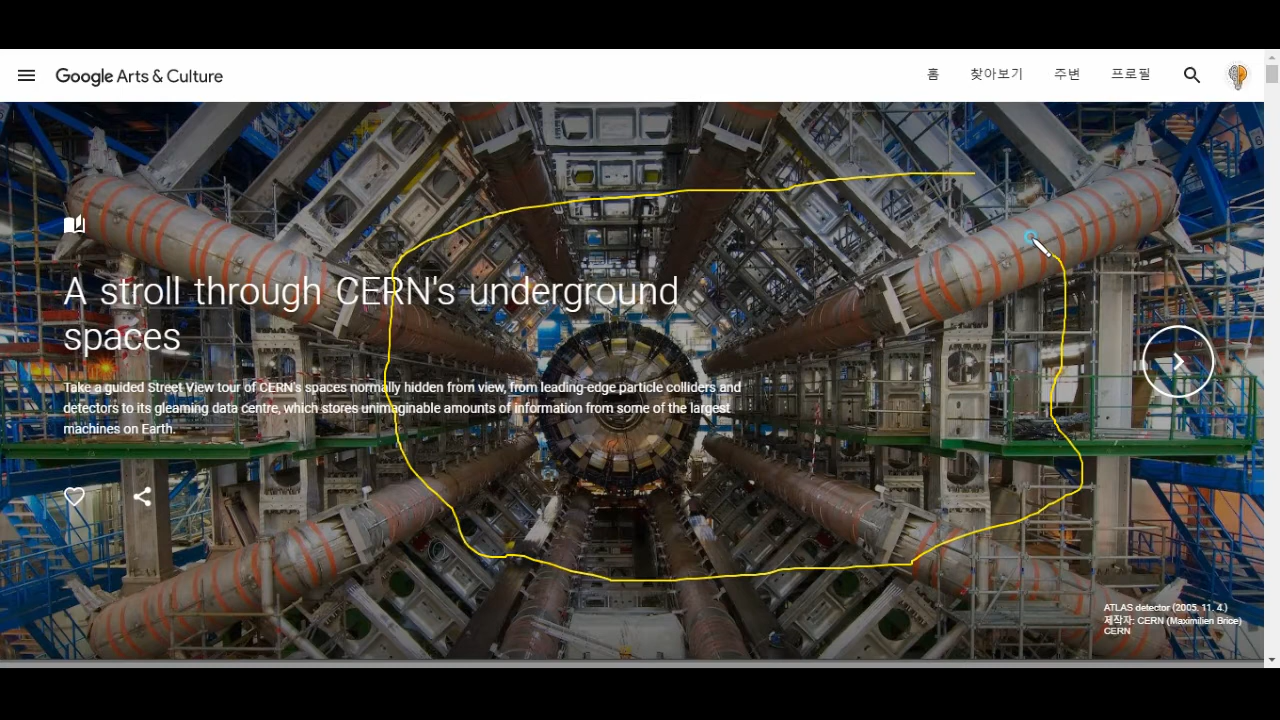 Google Arts & Culture
홈 찾아보기 주변 프로필
A stroll through CERN's underground
spaces
Take a guided Street View tour of CERN's spaces normally hidden from view, from leading-edge particle colliders and
detectors to its gleaming data centre, which stores unimaginable amounts of information from some of the largest
machines on Earth.
ATLAS detector (2005. 11. 4.)
제작자: CERN (Maximilien Brice)
CERN